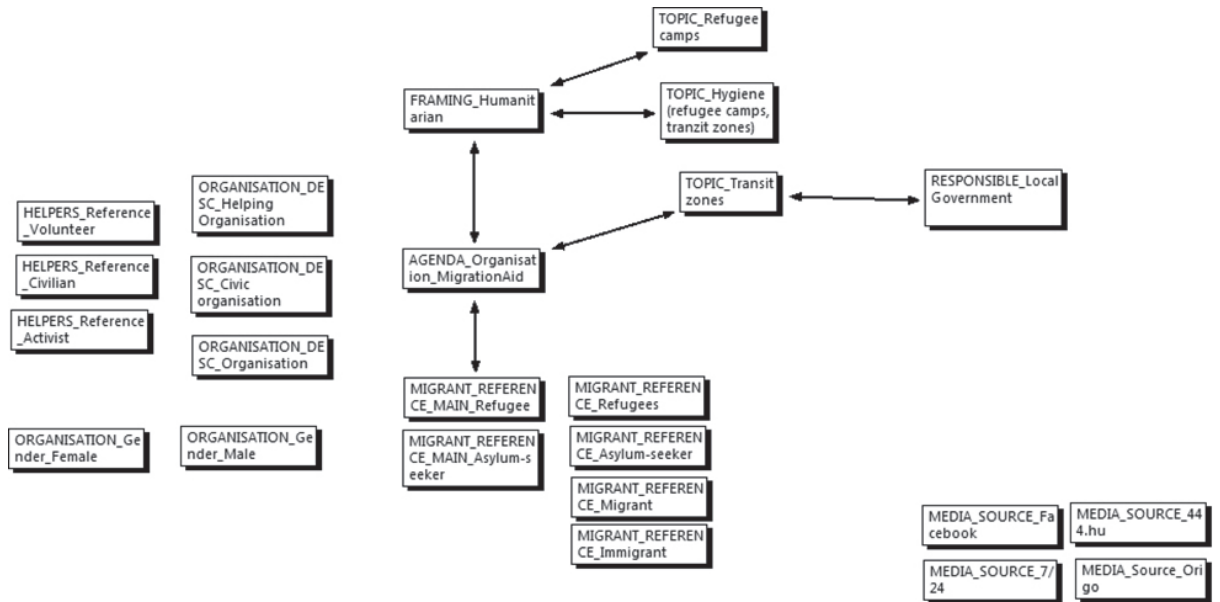 TOPIC_Refugee
camps
FRAMING_Humanit
arian
TOPIC_Hygiene
(refugee camps,
tranzit zones)
ORGANISATION_DE
SC_Helping
Organisation
TOPIC_Transit
zones
RESPONSIBLE_Local
Government
HELPERS_Reference
_Volunteer
HELPERS_Reference
_Civilian
ORGANISATION_DE
SC_Civic
organisation
AGENDA_Organisat
ion_MigrationAid
HELPERS_Reference
_Activist
ORGANISATION_DE
SC_Organisation
MIGRANT_REFEREN
CE_MAIN_Refugee
MIGRANT_REFEREN
CE_Refugees
ORGANISATION_Ge
nder_Female
ORGANISATION_Ge
nder_Male
MIGRANT_REFEREN
CE_MAIN_Asylum-s
eeker
MIGRANT_REFEREN
CE_Asylum-seeker
MIGRANT_REFEREN
CE_Migrant
MIGRANT_REFEREN
CE_Immigrant
MEDIA_SOURCE_Fa
cebook
MEDIA_SOURCE_44
4.hu
MEDIA_SOURCE_7/
24
MEDIA_Source_Ori
go